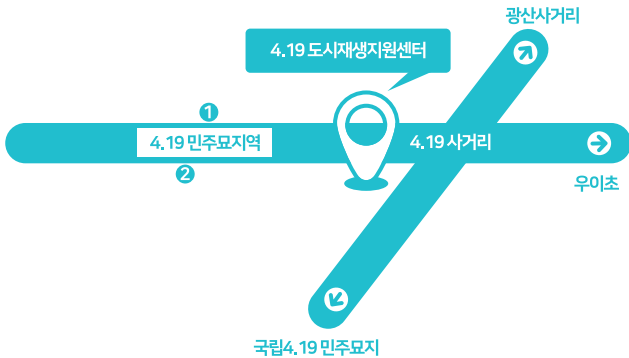 광산사거리
4.19 도시재생지원센터
1
4.19 민주묘지역
4.19 사거리
2
우이초
국립4.19 민주묘지